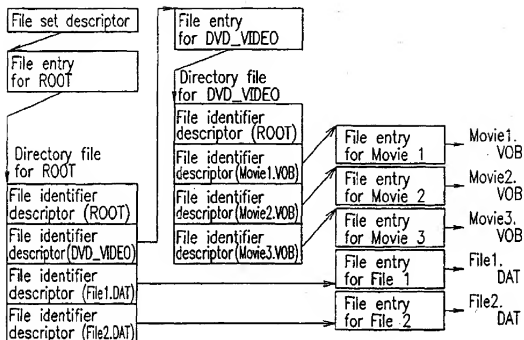 File set descriptor
File entry
for ROOT
Directory file
for ROOT
File identifier
descriptor (ROOT)
File identifier
descriptor(DVD_VIDEO)
File identifier
descriptor (File1.DAT)
File identifier
descriptor (File2.DAT)
File entry
for DVD_VIDEO
Directory file
for DVD_VIDEO
File identifier
descriptor (ROOT)
File identifier
descriptor(Movie1.VOB)
File identifier
descriptor(Movie2.VOB)
File identifier
descriptor(Movie3.VOB)
File entry
for Movie 1
File entry
for Movie 2
File entry
for Movie 3
File entry
for File 1
File entry
for File 2
Movie1.
VOB
Movie2.
VOB
Movie3.
VOB
File1.
DAT
File2.
DAT